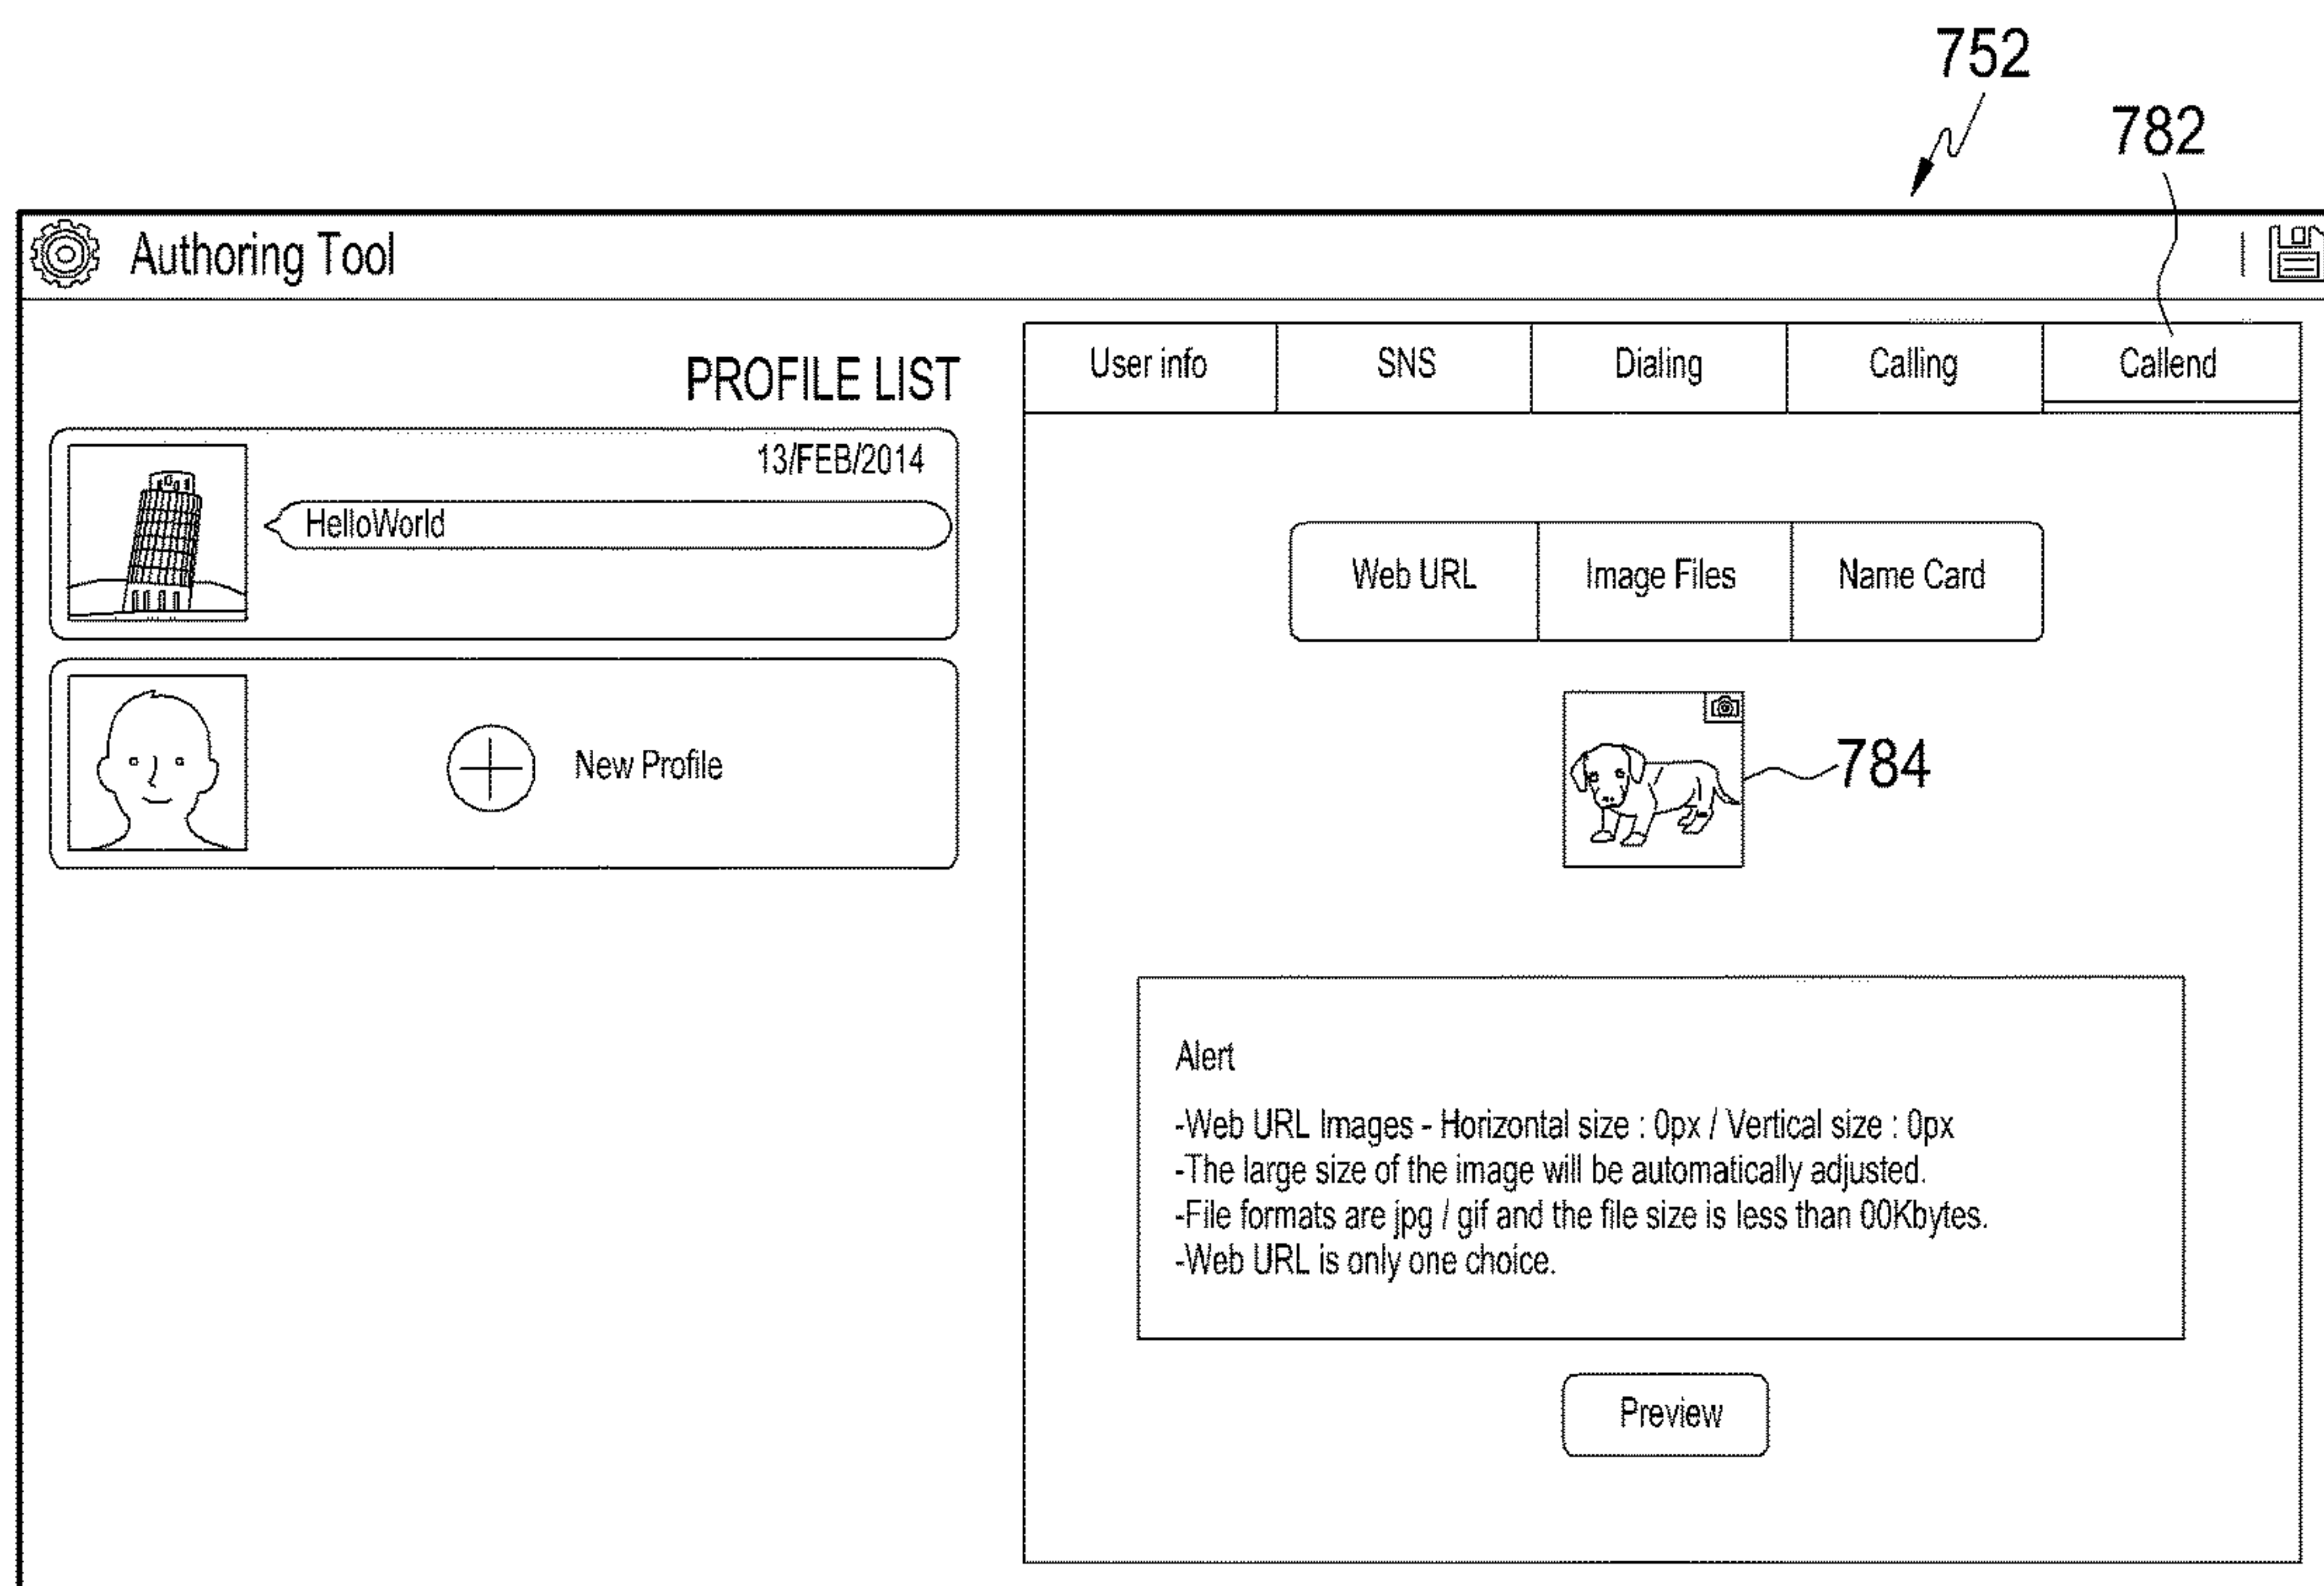 752
782
Authoring Tool
PROFILE LIST
13/FEB/2014
HelloWorld
New Profile
User info
SNS
Dialing
Calling
Callend
Web URL
Image Files
Name Card
784
Alert
-Web URL Images - Horizontal size : 0px / Vertical size : 0px
-The large size of the image will be automatically adjusted.
-File formats are jpg / gif and the file size is less than 00Kbytes.
-Web URL is only one choice.
Preview